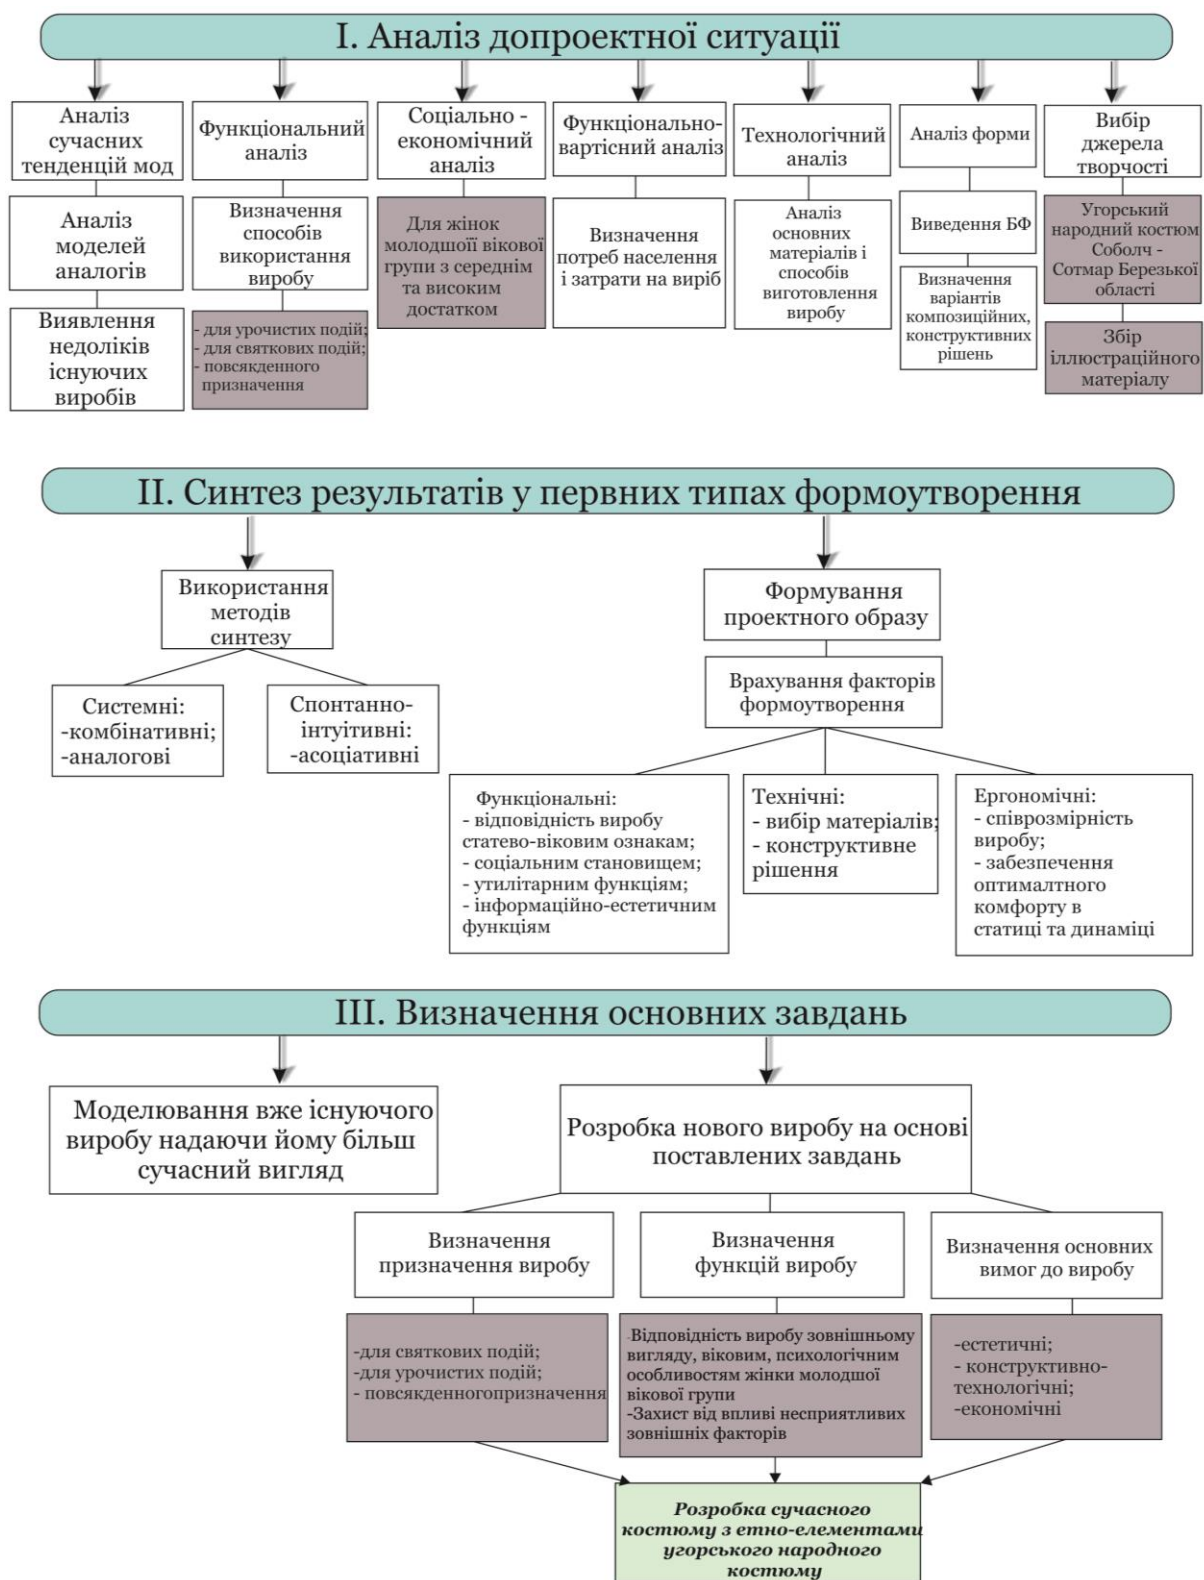 I. Аналіз допроектної ситуації
Аналіз
сучасних
тенденцій мод
Аналіз
моделей
аналогів
Виявлення
недоліків
існуючих
виробів
Функціональний
аналіз
Визначення
способів
використання
виробу
- для урочистих подій;
- для святкових подій;
- повсякденного
призначення
Соціально -
економічний
аналіз
Для жінок
молодшої вікової
групи з середнім
та високим
достатком
Функціонально-
вартісний аналіз
Визначення
потреб населення
і затрати на виріб
Технологічний
аналіз
Аналіз
основних
матеріалів і
способів
виготовлення
виробу
Аналіз форми
Виведення БФ
Визначення
варіантів
композиційних,
конструктивних
рішень
Вибір
джерела
творчості
Угорський
народний костюм
Соболч -
Сотмар Березької
області
Збір
іллюстраційного
матеріалу
II. Синтез результатів у первних типах формоутворення
Використання
методів
синтезу
Системні:
-комбінативні;
-аналогові
Спонтанно-
інтуітивні:
-асоціативні
Формування
проектного образу
Врахування факторів
формоутворення
Функціональні:
- відповідність виробу
статево-віковим ознакам;
- соціальним становищем;
- утилітарним функціям;
- інформаційно-естетичним
функціям
Технічні:
- вибір матеріалів;
- конструктивне
рішення
Ергономічні:
- співрозмірність
виробу;
- забезпечення
оптималтного
комфорту в
статиці та динаміці
III. Визначення основних завдань
Моделювання вже існуючого
виробу надаючи йому більш
сучасний вигляд
Розробка нового виробу на основі
поставлених завдань
Визначення
призначення виробу
-для святкових подій;
-для урочистих подій;
- повсякденногопризначення
Визначення
функцій виробу
-Відповідність виробу зовнішньому
вигляду, віковим, психологічним
особливостям жінки молодшої
вікової групи
-Захист від впливі несприятливих
зовнішніх факторів
Визначення основних
вимог до виробу
-естетичні;
- конструктивно-
технологічні;
-економічні
Розробка сучасного
костюму з етно-елементами
угорського народного
костюму